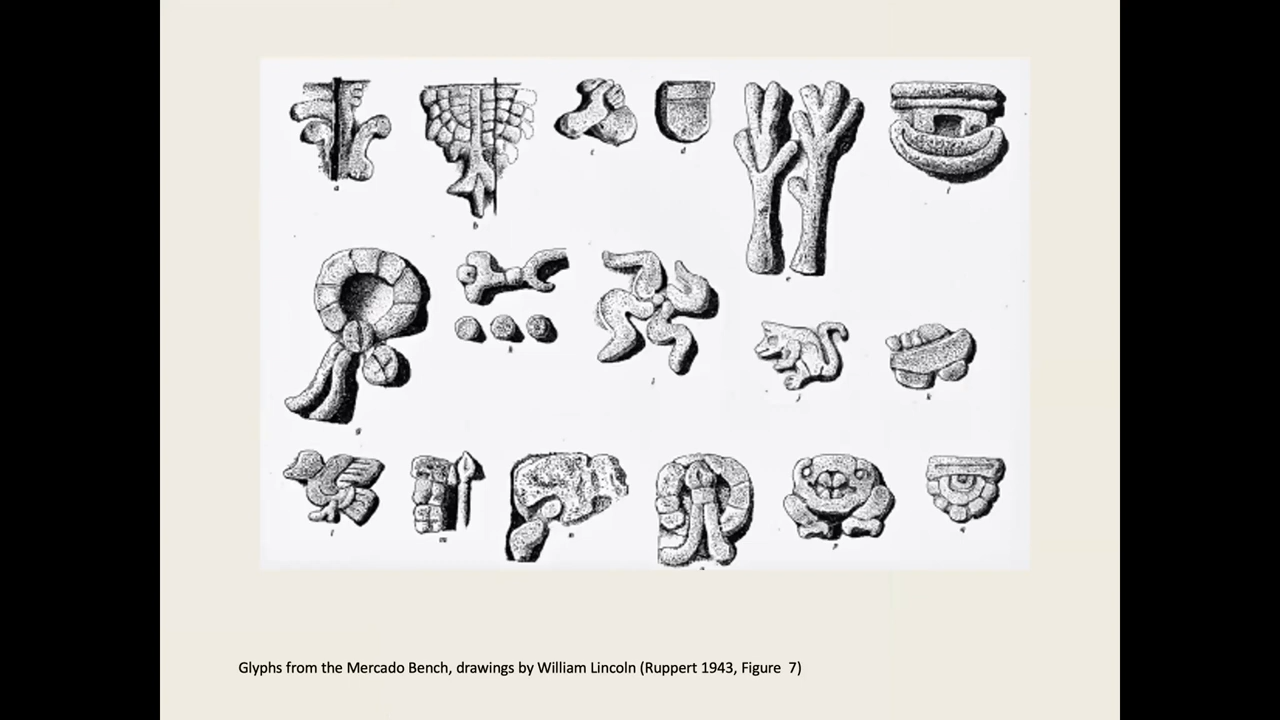 a
b
c
d
e
f
g
h
i
j
k
l
m
n
o
p
q
Glyphs from the Mercado Bench, drawings by William Lincoln (Ruppert 1943, Figure  7)